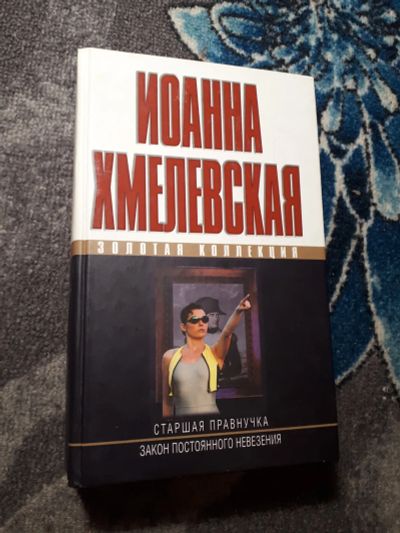 ИОАННА
ХМЕЛЕВСКАЯ
ЗОЛОТАЯ КОЛЛЕКЦИЯ
СТАРШАЯ ПРАВНУЧКА
ЗАКОН ПОСТОЯННОГО НЕВЕЗЕНИЯ